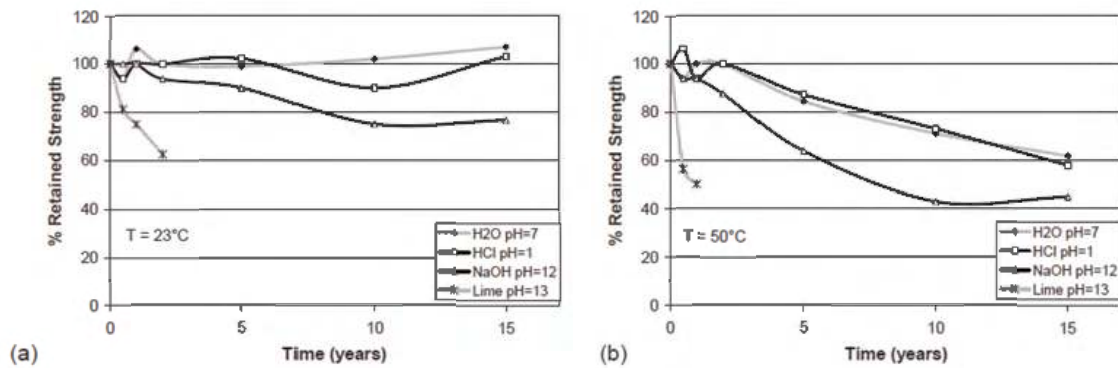 120
100
80
60
40
20
0
% Retained Strength
T = 23°C
H2O pH=7
HCl pH=1
NaOH pH=12
Lime pH=13
0 5 10 15
Time (years)
(a)
120
100
80
60
40
20
0
% Retained Strength
T = 50°C
H2O pH=7
HCl pH=1
NaOH pH=12
Lime pH=13
0 5 10 15
Time (years)
(b)